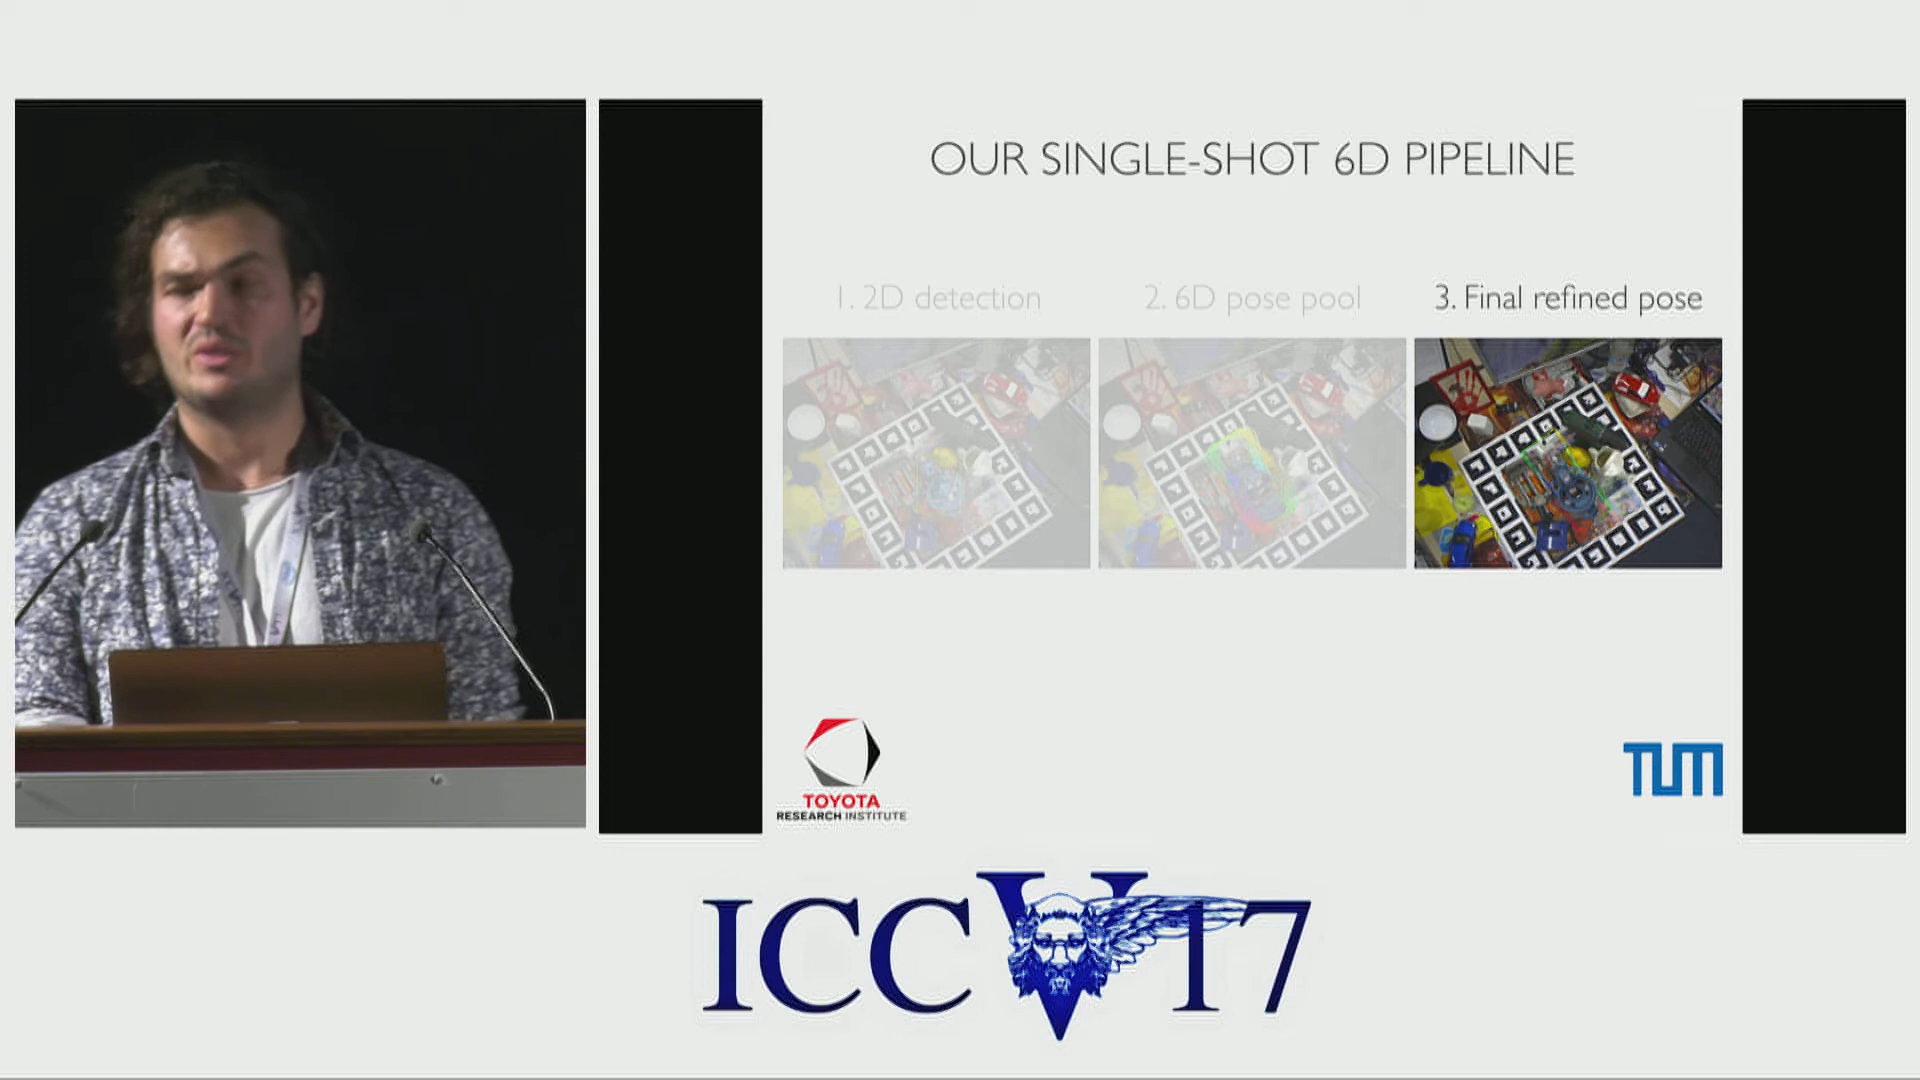 OUR SINGLE-SHOT 6D PIPELINE
1. 2D detection
2. 6D pose pool
3. Final refined pose
TOYOTA
RESEARCH INSTITUTE
TUM
ICCV17